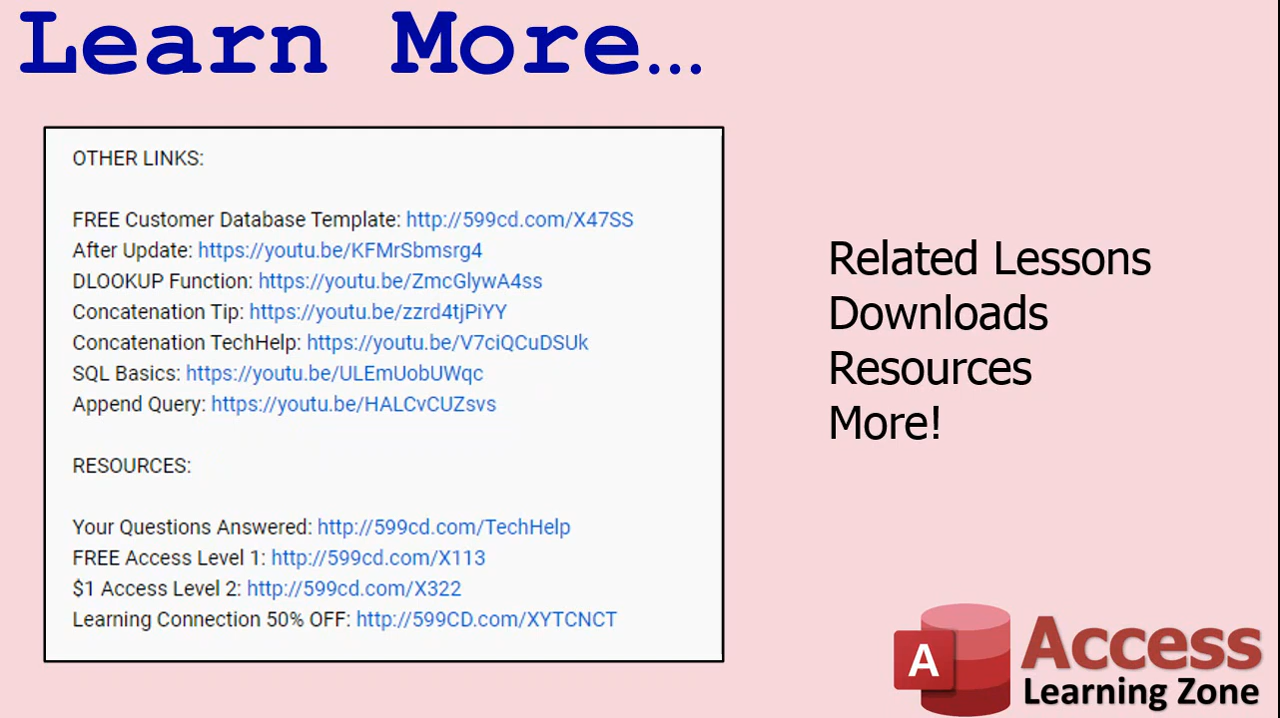 Learn More...
OTHER LINKS:
FREE Customer Database Template: http://599cd.com/X47SS
After Update: https://youtu.be/KFMrSbmsrg4
DLOOKUP Function: https://youtu.be/ZmcGlywA4ss
Concatenation Tip: https://youtu.be/zzrd4tjPiYY
Concatenation TechHelp: https://youtu.be/V7ciQCuDSUk
SQL Basics: https://youtu.be/ULEmUobUWqc
Append Query: https://youtu.be/HALCvCUZsvs
RESOURCES:
Your Questions Answered: http://599cd.com/TechHelp
FREE Access Level 1: http://599cd.com/X113
$1 Access Level 2: http://599cd.com/X322
Learning Connection 50% OFF: http://599CD.com/XYTCNCT
Related Lessons
Downloads
Resources
More!
A
Access
Learning Zone